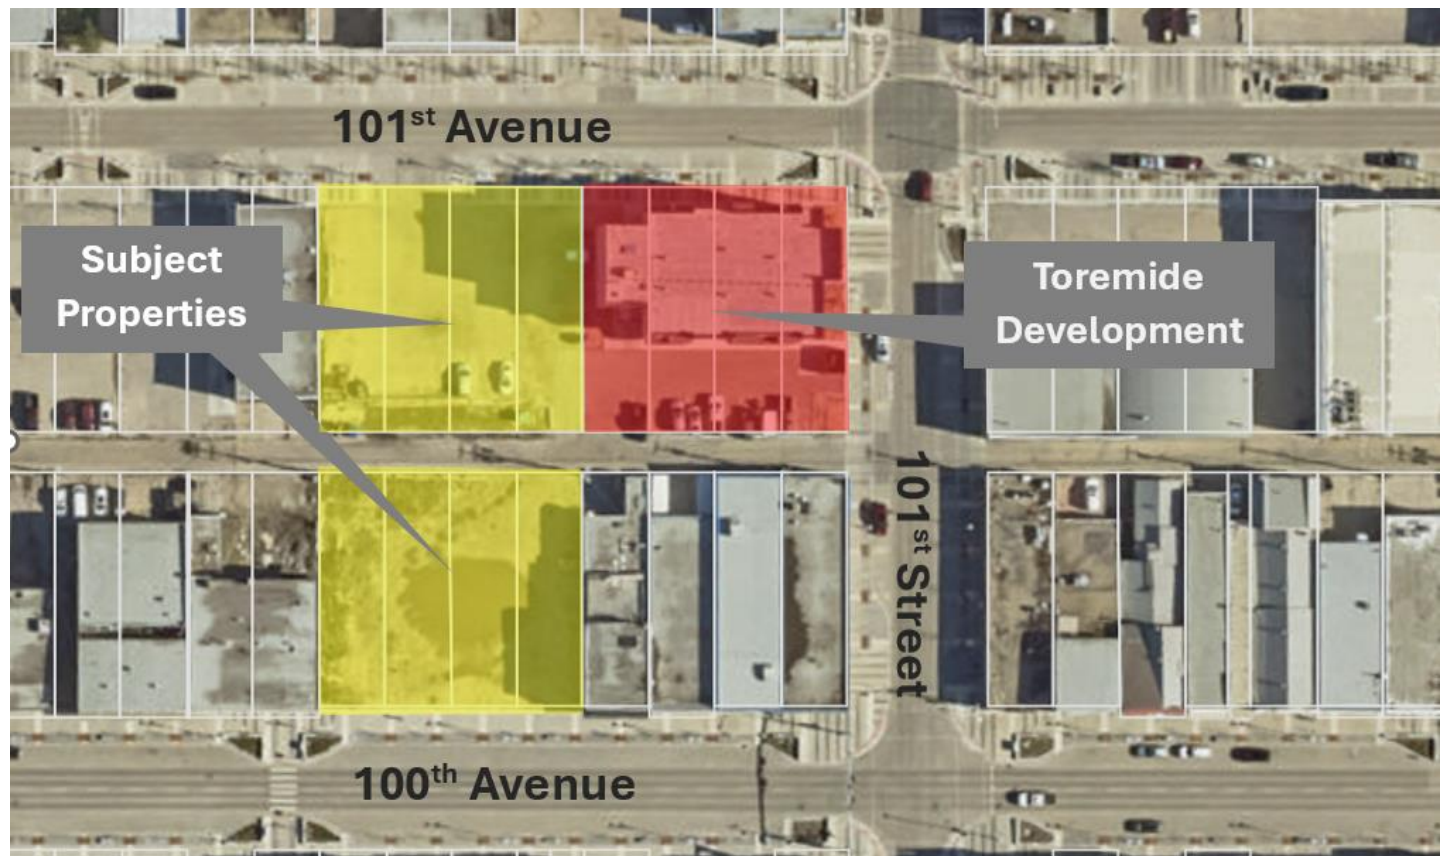 101st Avenue
Subject
Properties
Toremide
Development
101st Street
100th Avenue